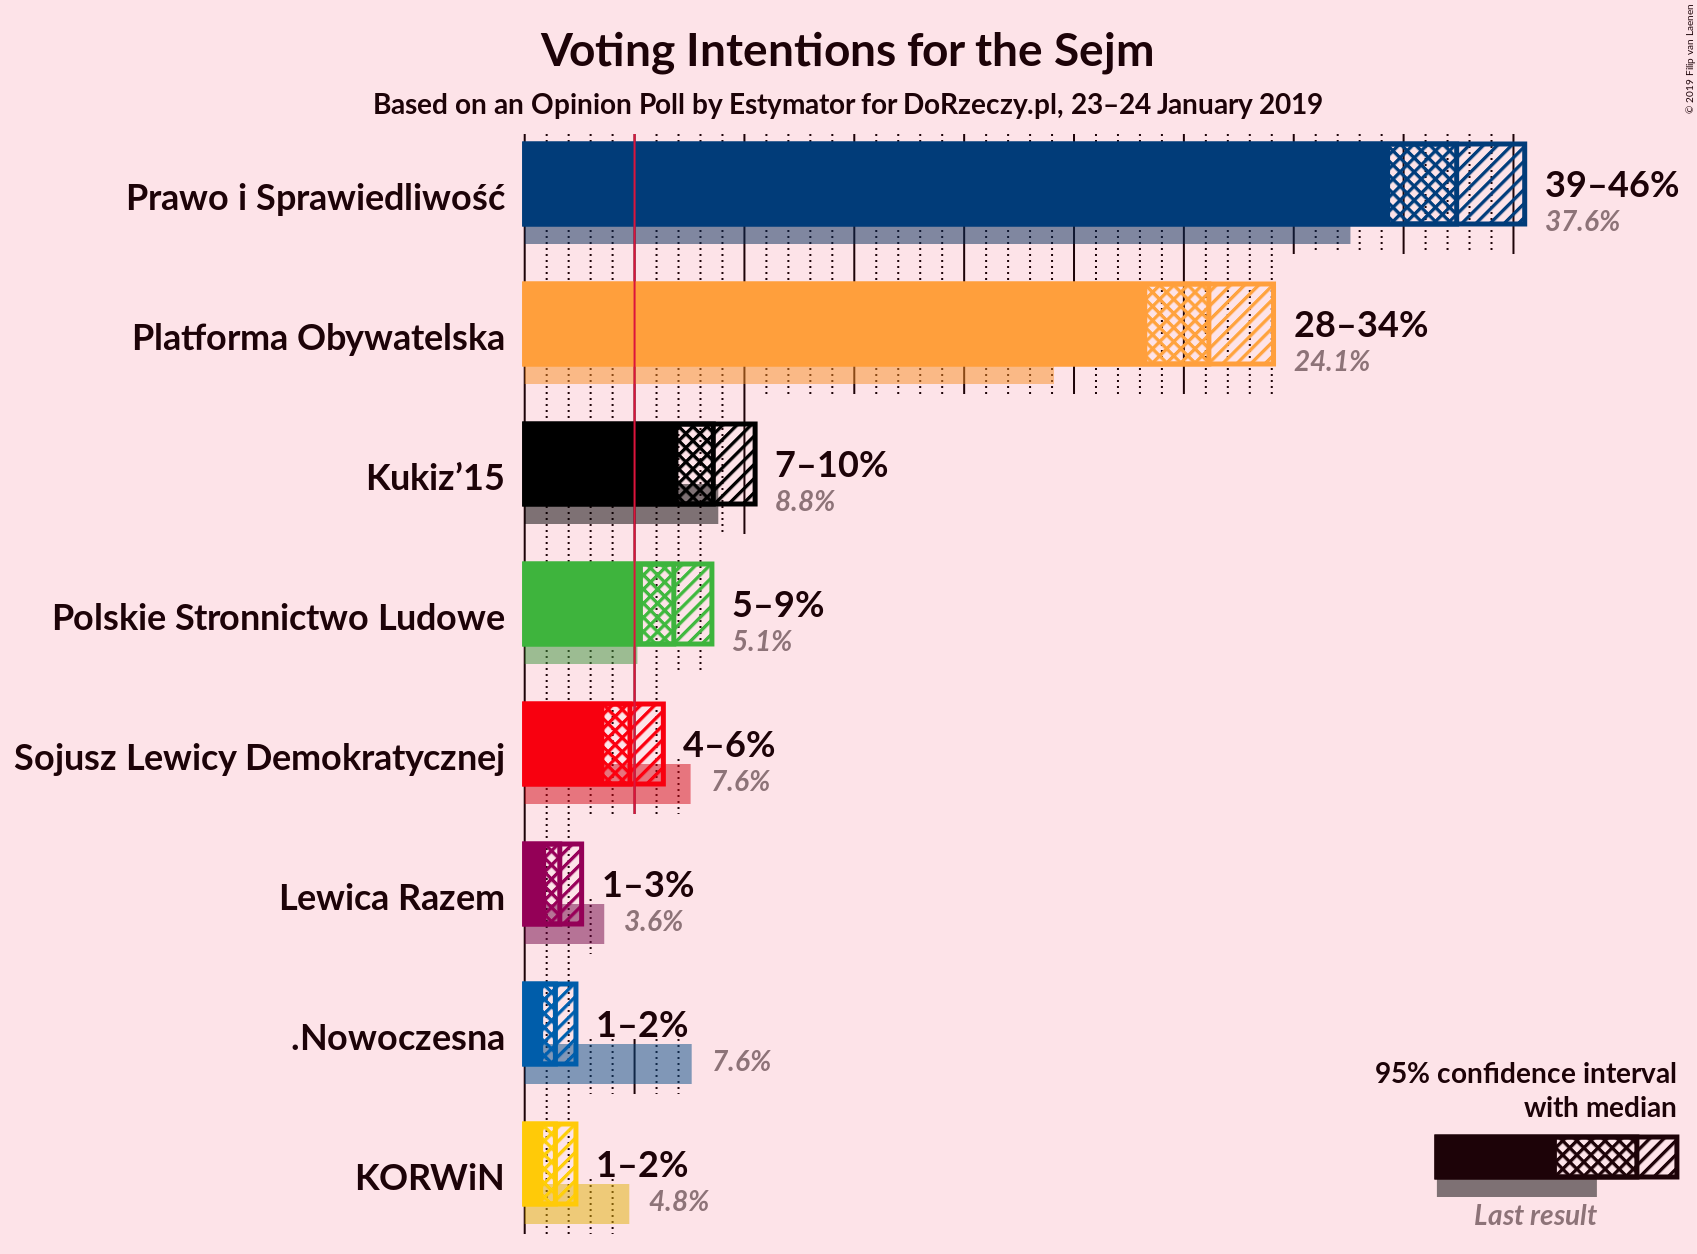 Voting Intentions for the Sejm
Based on an Opinion Poll by Estymator for DoRzeczy.pl, 23–24 January 2019
© 2019 Filip van Laenen
Prawo i Sprawiedliwość
39–46%
37.6%
Platforma Obywatelska
28–34%
24.1%
Kukiz’15
7–10%
8.8%
Polskie Stronnictwo Ludowe
5–9%
5.1%
Sojusz Lewicy Demokratycznej
4–6%
7.6%
Lewica Razem
1–3%
3.6%
.Nowoczesna
1–2%
7.6%
KORWiN
1–2%
4.8%
95% confidence interval
with median
Last result